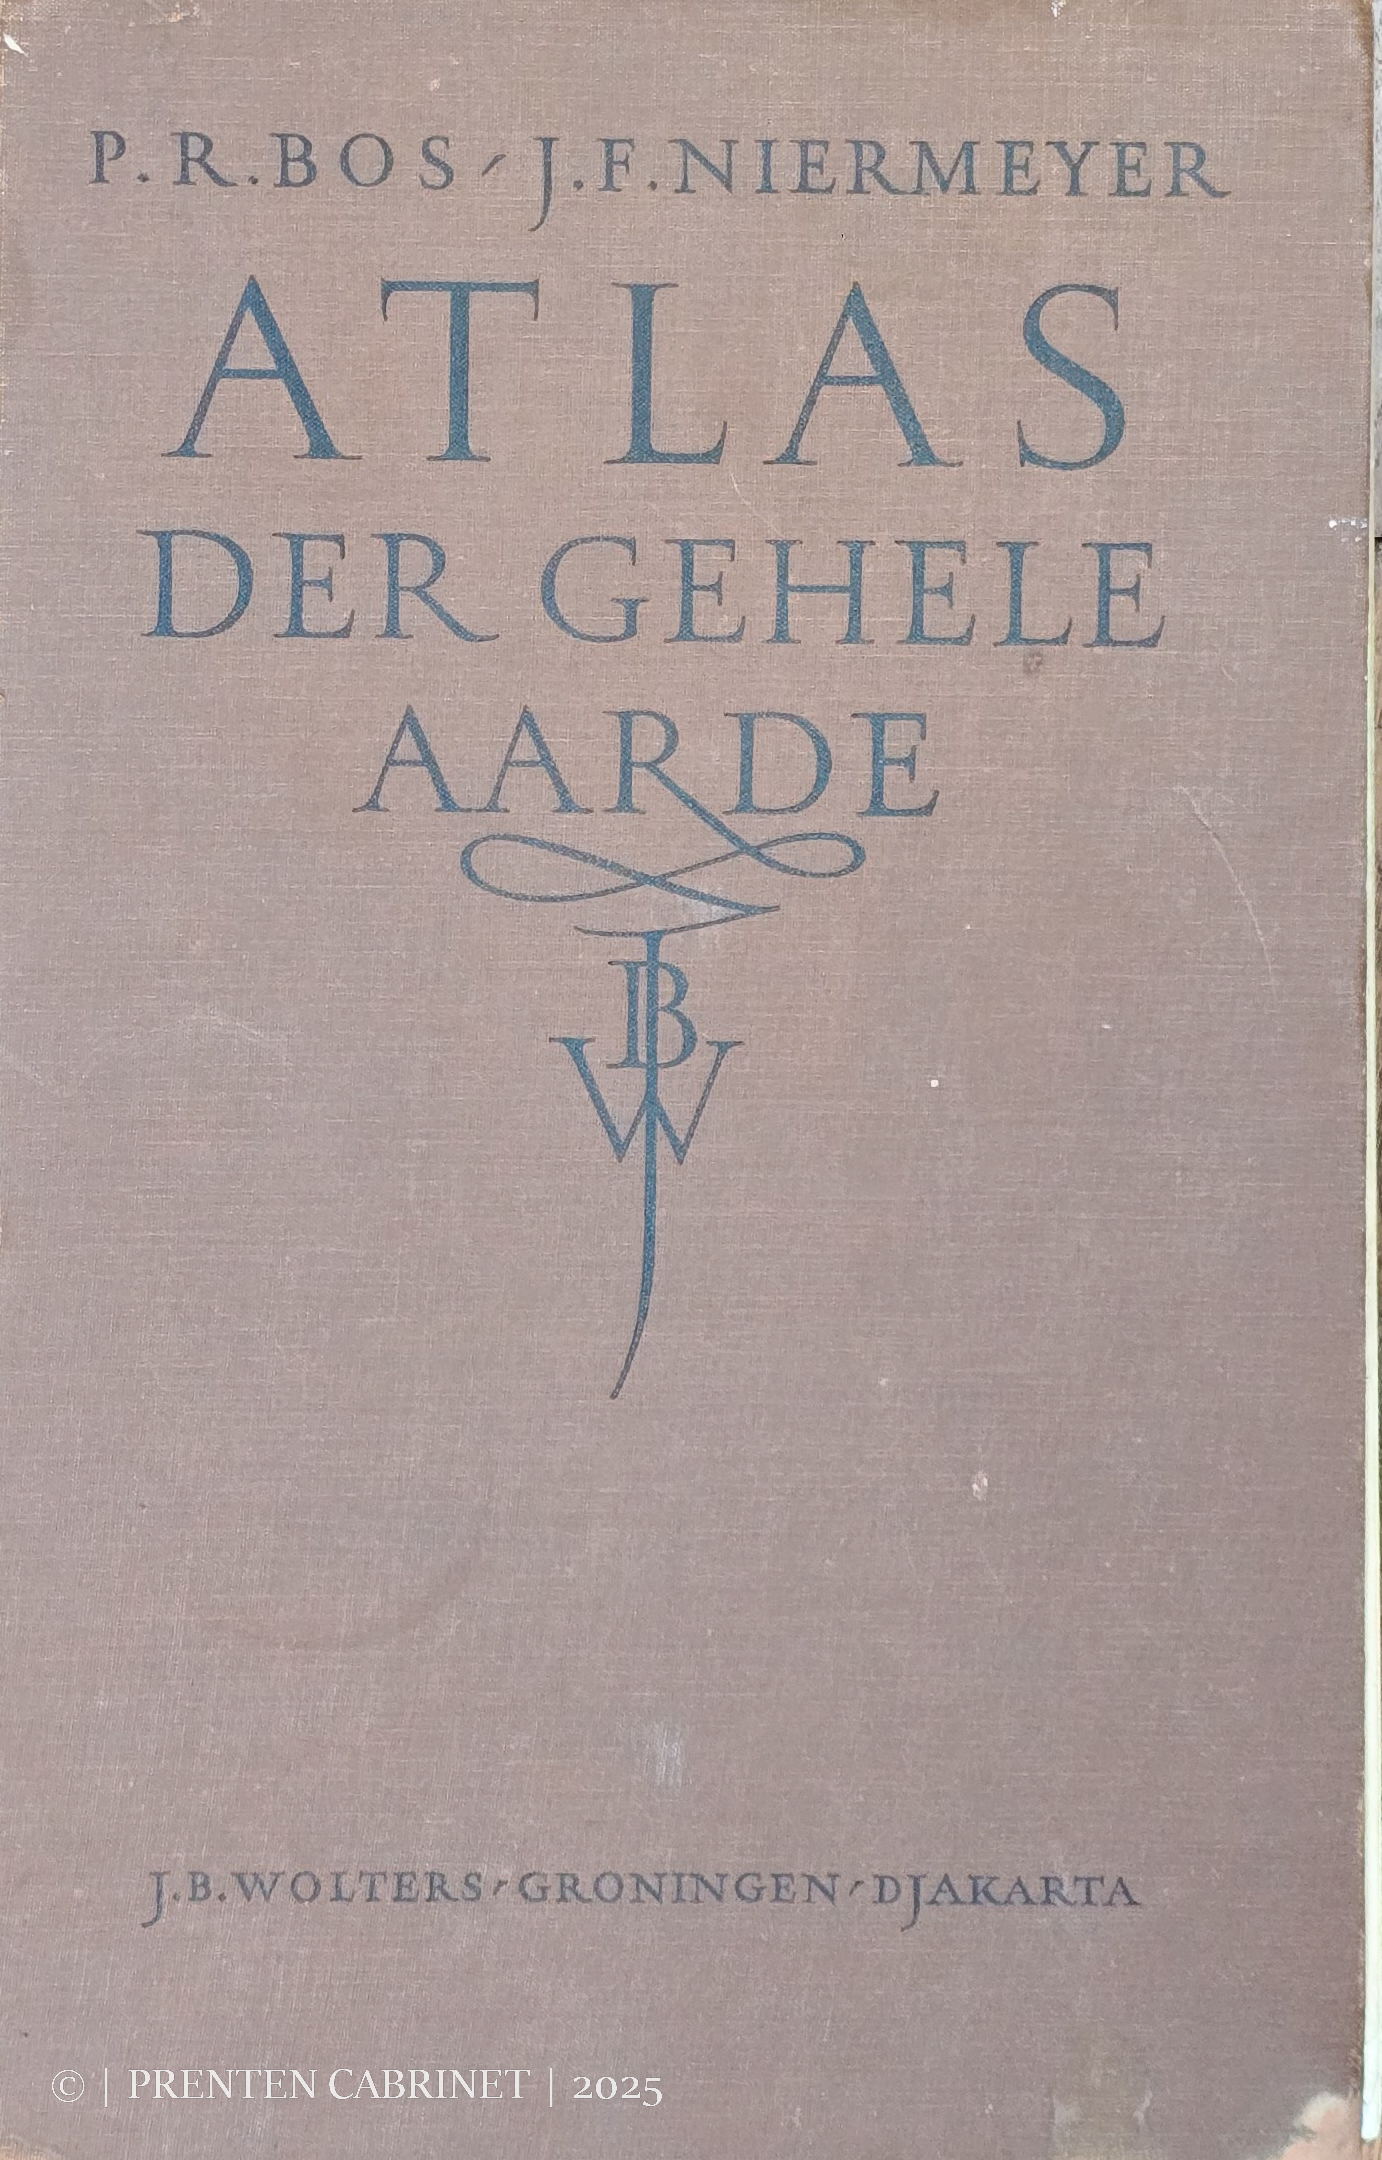 P.R.BOS / J.F.NIERMEYER
ATLAS
DER GEHELE
AARDE
JBW
J.B.WOLTERS / GRONINGEN / DJAKARTA
© | PRENTEN CABRINET | 2025